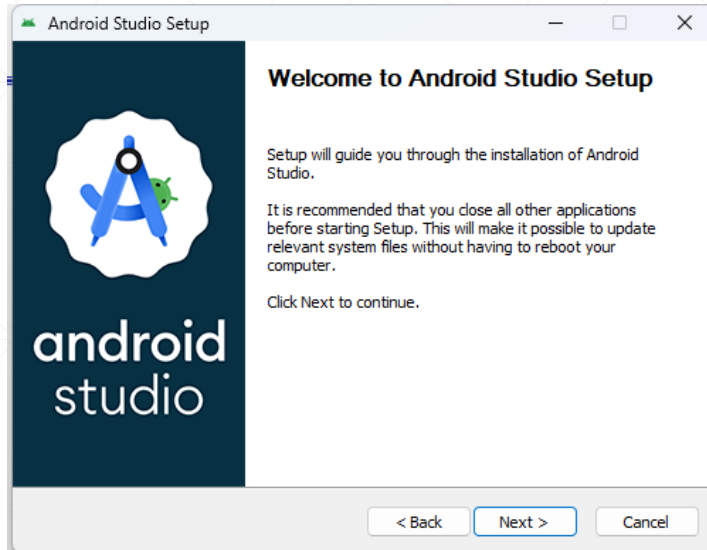 Android Studio Setup
Welcome to Android Studio Setup
Setup will guide you through the installation of Android
Studio.
It is recommended that you close all other applications
before starting Setup. This will make it possible to update
relevant system files without having to reboot your
computer.
Click Next to continue.
android
studio
< Back
Next >
Cancel